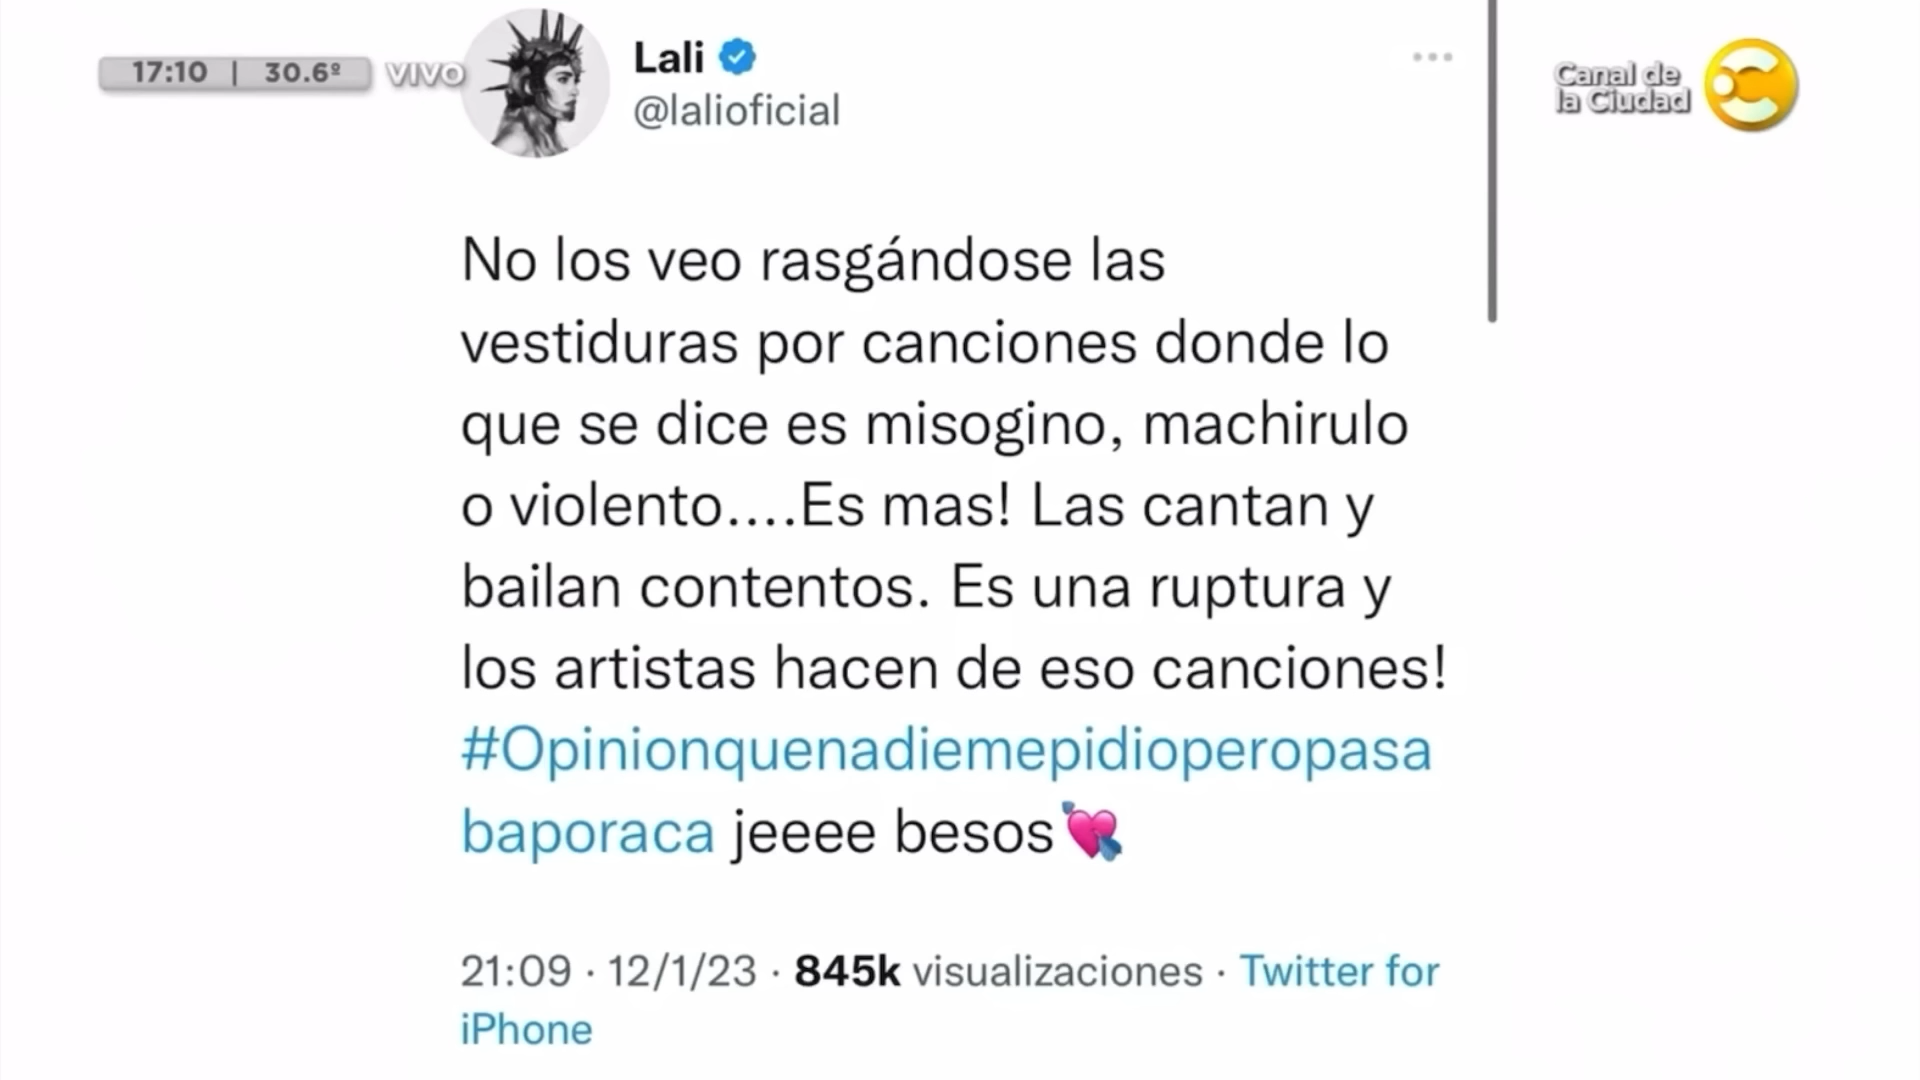 17:10 | 30.6º VIVO
Lali
@lalioficial
Canal de
la Ciudad
No los veo rasgándose las
vestiduras por canciones donde lo
que se dice es misogino, machirulo
o violento....Es mas! Las cantan y
bailan contentos. Es una ruptura y
los artistas hacen de eso canciones!
#Opinionquenadiemepidioperopasa
baporaca jeeee besos💘
21:09 · 12/1/23 · 845k visualizaciones · Twitter for
iPhone